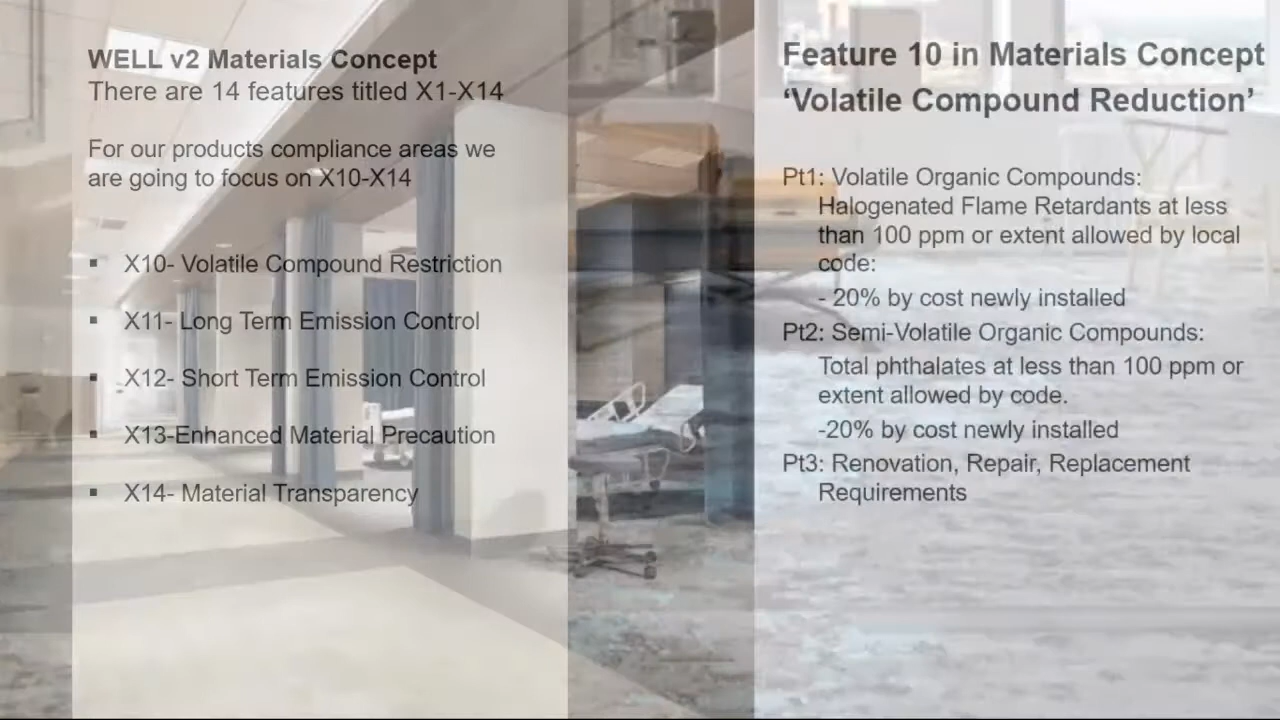 WELL v2 Materials Concept
There are 14 features titled X1-X14
For our products compliance areas we
are going to focus on X10-X14
▪ X10- Volatile Compound Restriction
▪ X11- Long Term Emission Control
▪ X12- Short Term Emission Control
▪ X13-Enhanced Material Precaution
▪ X14- Material Transparency
Feature 10 in Materials Concept
‘Volatile Compound Reduction’
Pt1: Volatile Organic Compounds:
Halogenated Flame Retardants at less
than 100 ppm or extent allowed by local
code:
- 20% by cost newly installed
Pt2: Semi-Volatile Organic Compounds:
Total phthalates at less than 100 ppm or
extent allowed by code.
-20% by cost newly installed
Pt3: Renovation, Repair, Replacement
Requirements